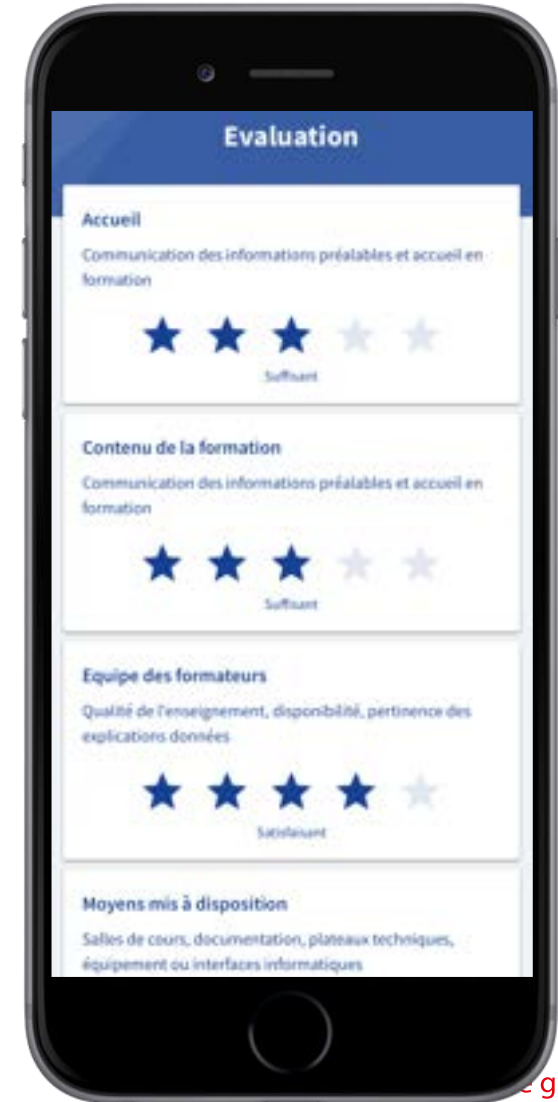 Evaluation
Accueil
Communication des informations préalables et accueil en
formation
Suffisant
Contenu de la formation
Communication des informations préalables et accueil en
formation
Suffisant
Equipe des formateurs
Qualité de l'enseignement, disponibilité, pertinence des
explications données
Satisfaisant
Moyens mis à disposition
Salles de cours, documentation, plateaux techniques,
équipement ou interfaces informatiques